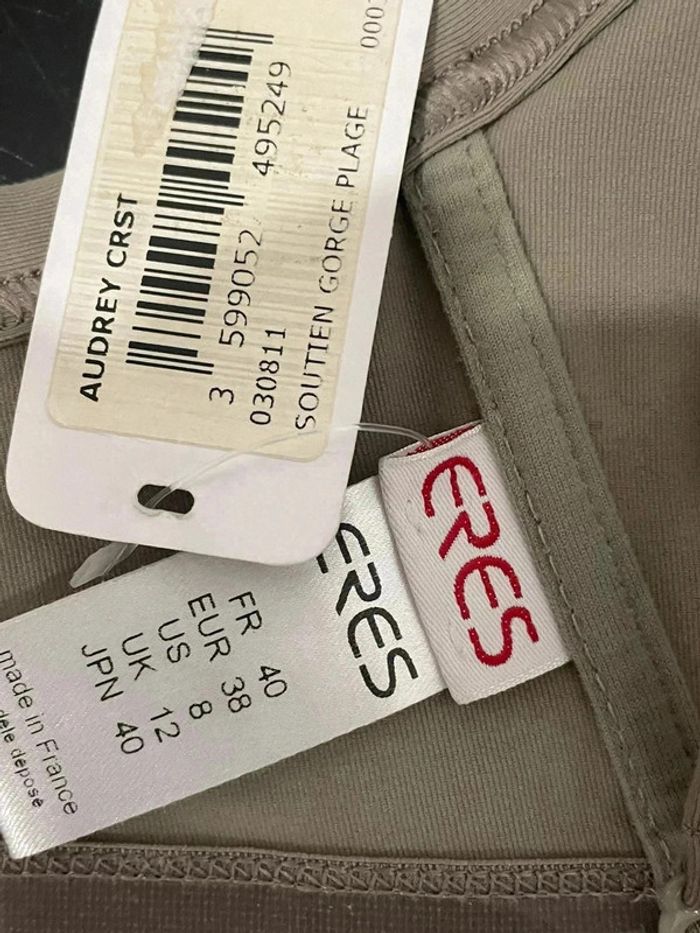 AUDREY CRST
3 599052 495249
030811
SOUTIEN GORGE PLAGE
ERES
ERES
FR 40
EUR 38
US 8
UK 12
JPN 40
made in France
déposé